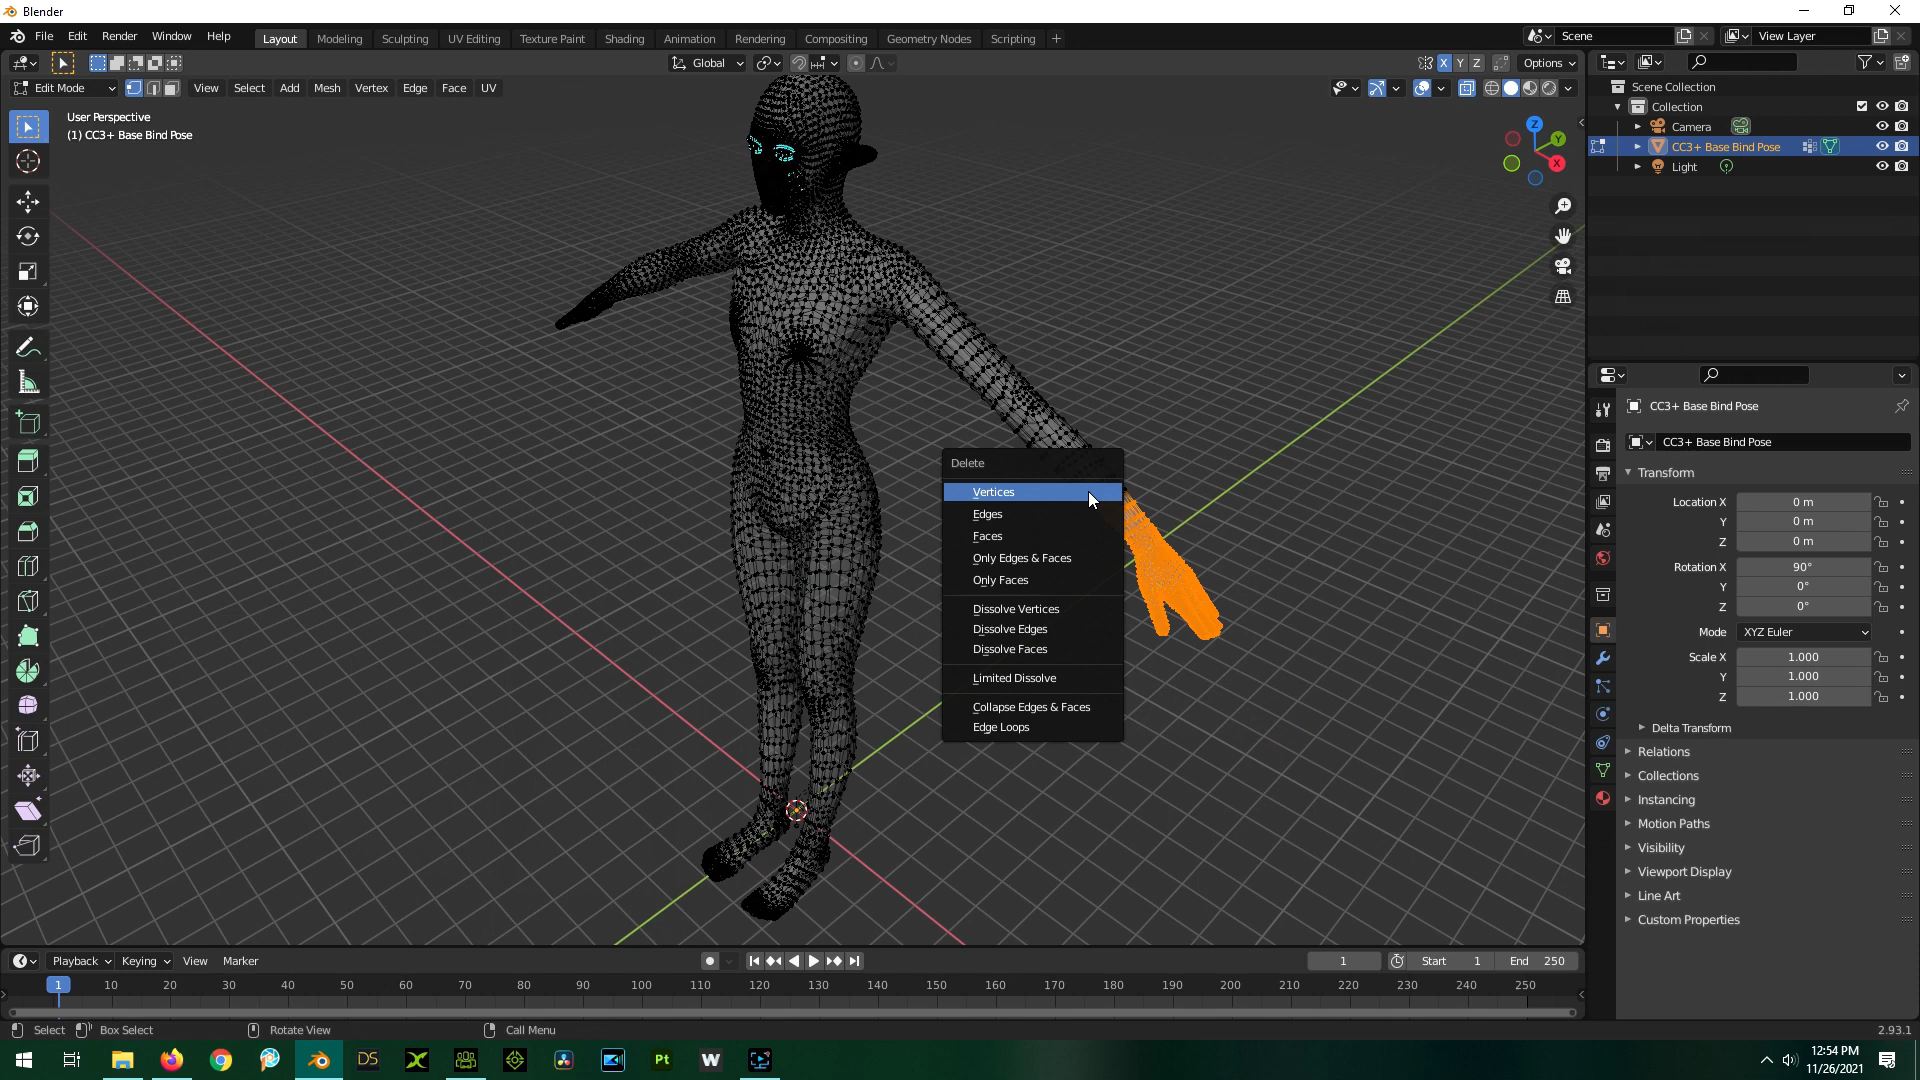 Blender
File Edit Render Window Help
Layout Modeling Sculpting UV Editing Texture Paint Shading Animation Rendering Compositing Geometry Nodes Scripting +
Scene
View Layer
Global
X Y Z
Options
Edit Mode
View Select Add Mesh Vertex Edge Face UV
User Perspective
(1) CC3+ Base Bind Pose
Z
Y
X
Scene Collection
Collection
Camera
CC3+ Base Bind Pose
Light
Delete
Vertices
Edges
Faces
Only Edges & Faces
Only Faces
Dissolve Vertices
Dissolve Edges
Dissolve Faces
Limited Dissolve
Collapse Edges & Faces
Edge Loops
CC3+ Base Bind Pose
CC3+ Base Bind Pose
Transform
Location X 0 m
Y 0 m
Z 0 m
Rotation X 90°
Y 0°
Z 0°
Mode XYZ Euler
Scale X 1.000
Y 1.000
Z 1.000
Delta Transform
Relations
Collections
Instancing
Motion Paths
Visibility
Viewport Display
Line Art
Custom Properties
Playback Keying View Marker
1
Start 1
End 250
1 10 20 30 40 50 60 70 80 90 100 110 120 130 140 150 160 170 180 190 200 210 220 230 240 250
Select Box Select Rotate View Call Menu
2.93.1
DS
Pt
W
12:54 PM
11/26/2021